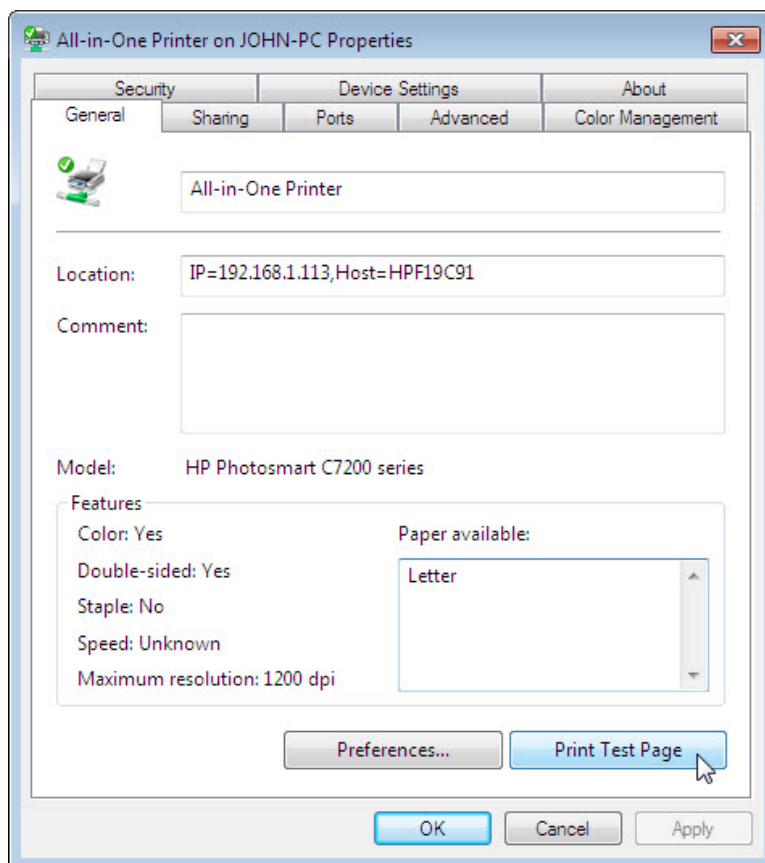 All-in-One Printer on JOHN-PC Properties
Security Device Settings About
General Sharing Ports Advanced Color Management
All-in-One Printer
Location: IP=192.168.1.113,Host=HPF19C91
Comment:
Model: HP Photosmart C7200 series
Features
Color: Yes Paper available:
Double-sided: Yes Letter
Staple: No
Speed: Unknown
Maximum resolution: 1200 dpi
Preferences... Print Test Page
OK Cancel Apply